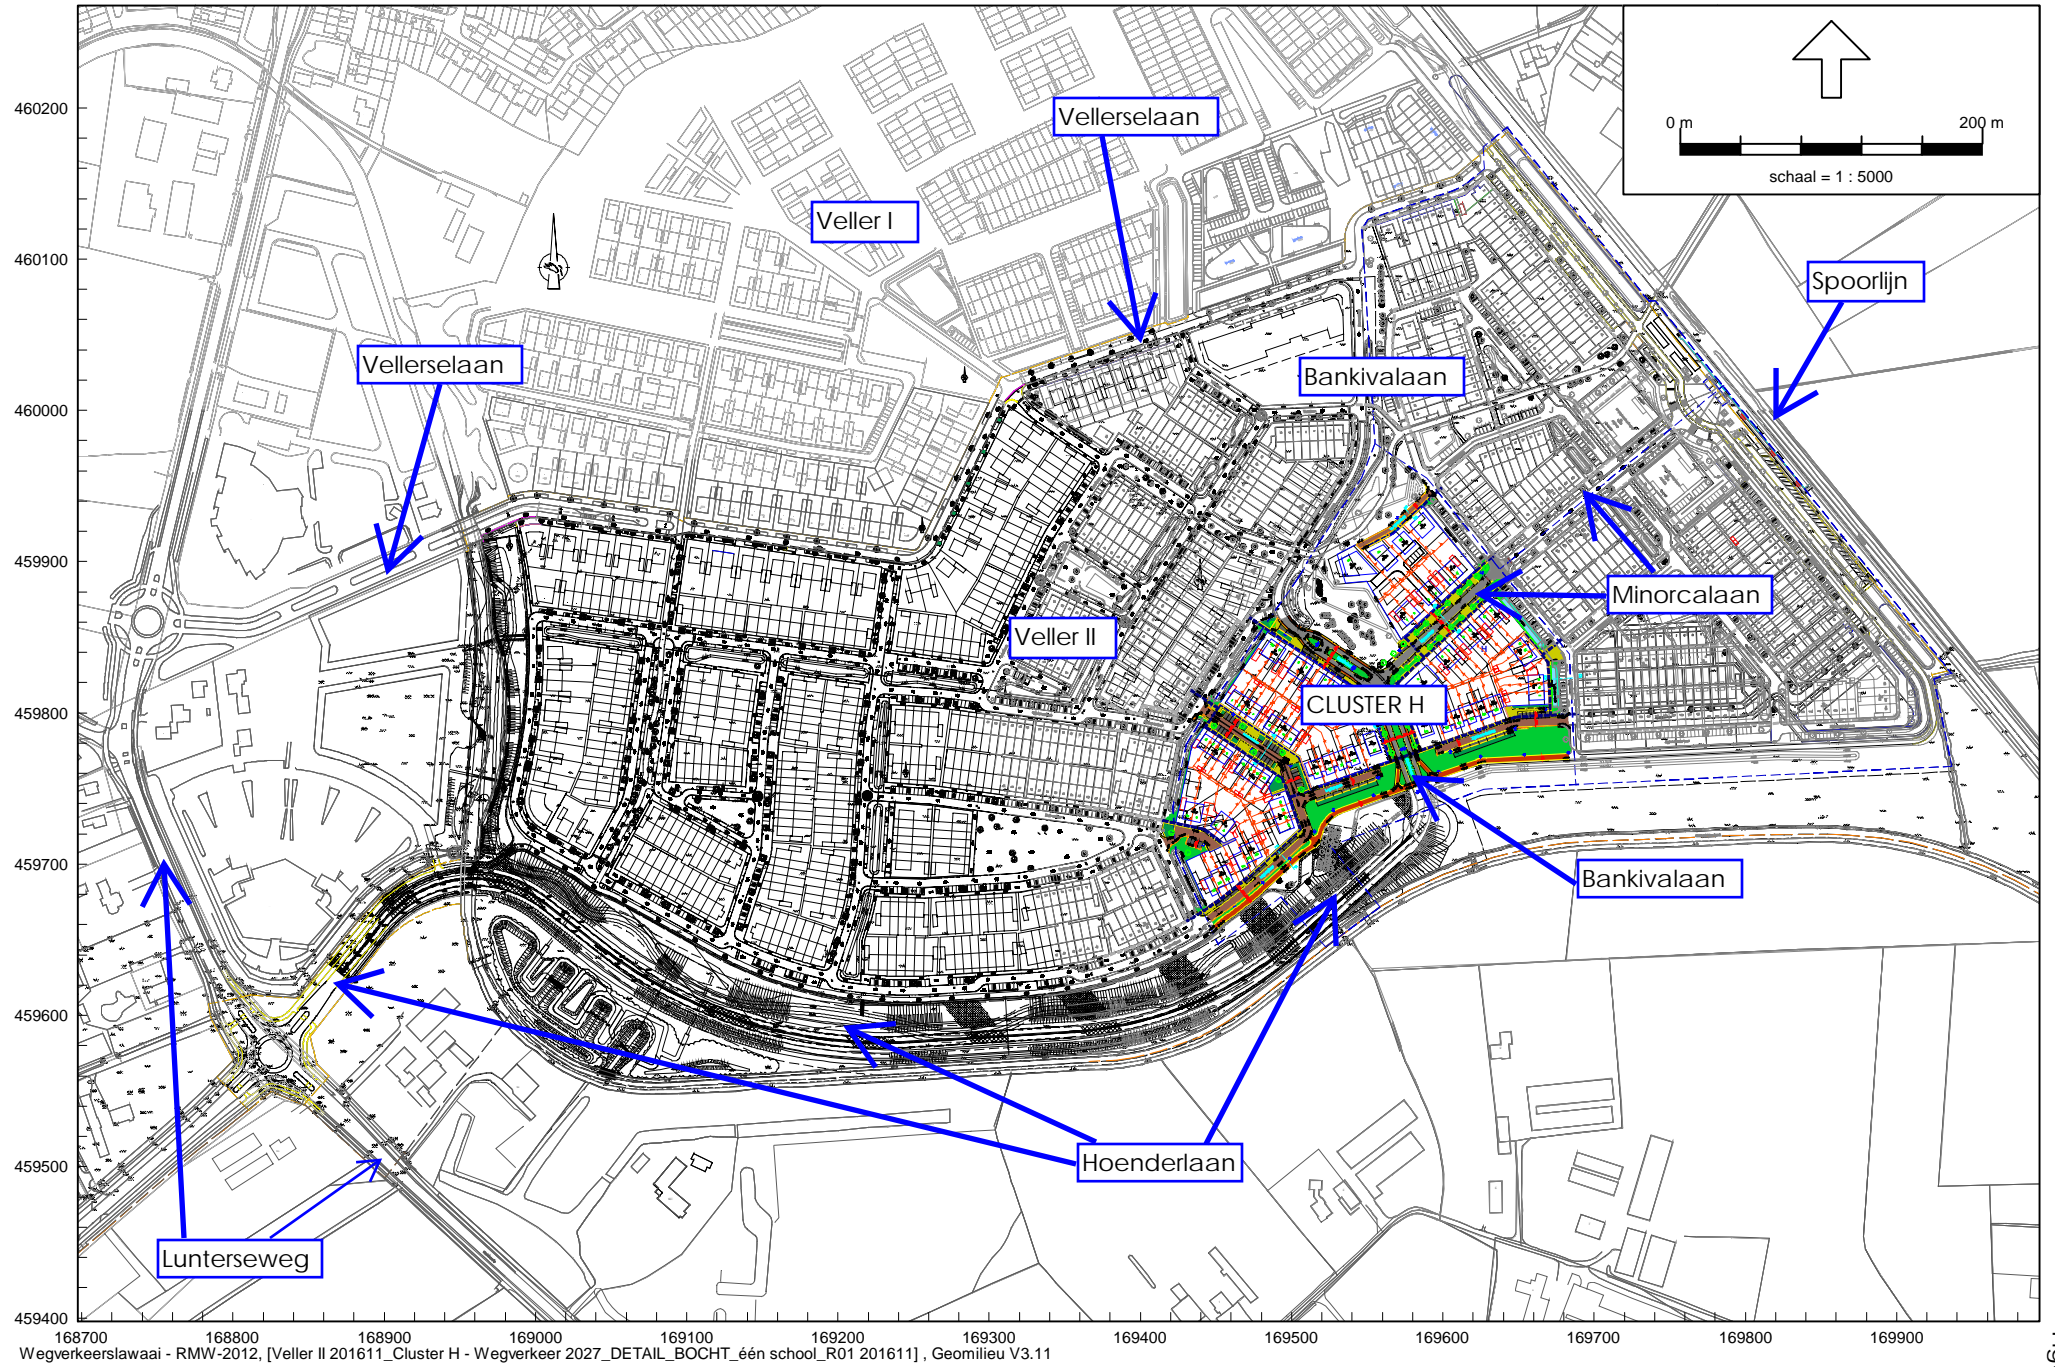 0 m 200 m
schaal = 1 : 5000
460200
460100
460000
459900
459800
459700
459600
459500
459400
Vellerselaan
Veller I
Spoorlijn
Vellerselaan
Bankivalaan
Minorcalaan
Veller II
CLUSTER H
Bankivalaan
Hoenderlaan
Lunterseweg
168700 168800 168900 169000 169100 169200 169300 169400 169500 169600 169700 169800 169900
Wegverkeerslawaai - RMW-2012, [Veller II 201611_Cluster H - Wegverkeer 2027_DETAIL_BOCHT_één school_R01 201611] , Geomilieu V3.11